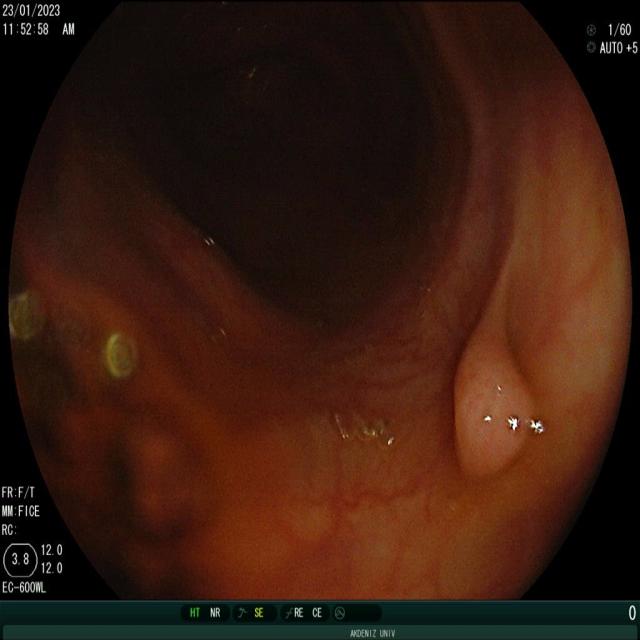 23/01/2023
11:52:58 AM
1/60
AUTO +5
FR:F/T
MM:FICE
RC:
3.8 12.0
12.0
EC-600WL
HT NR SE RE CE 0
AKDENIZ UNIV